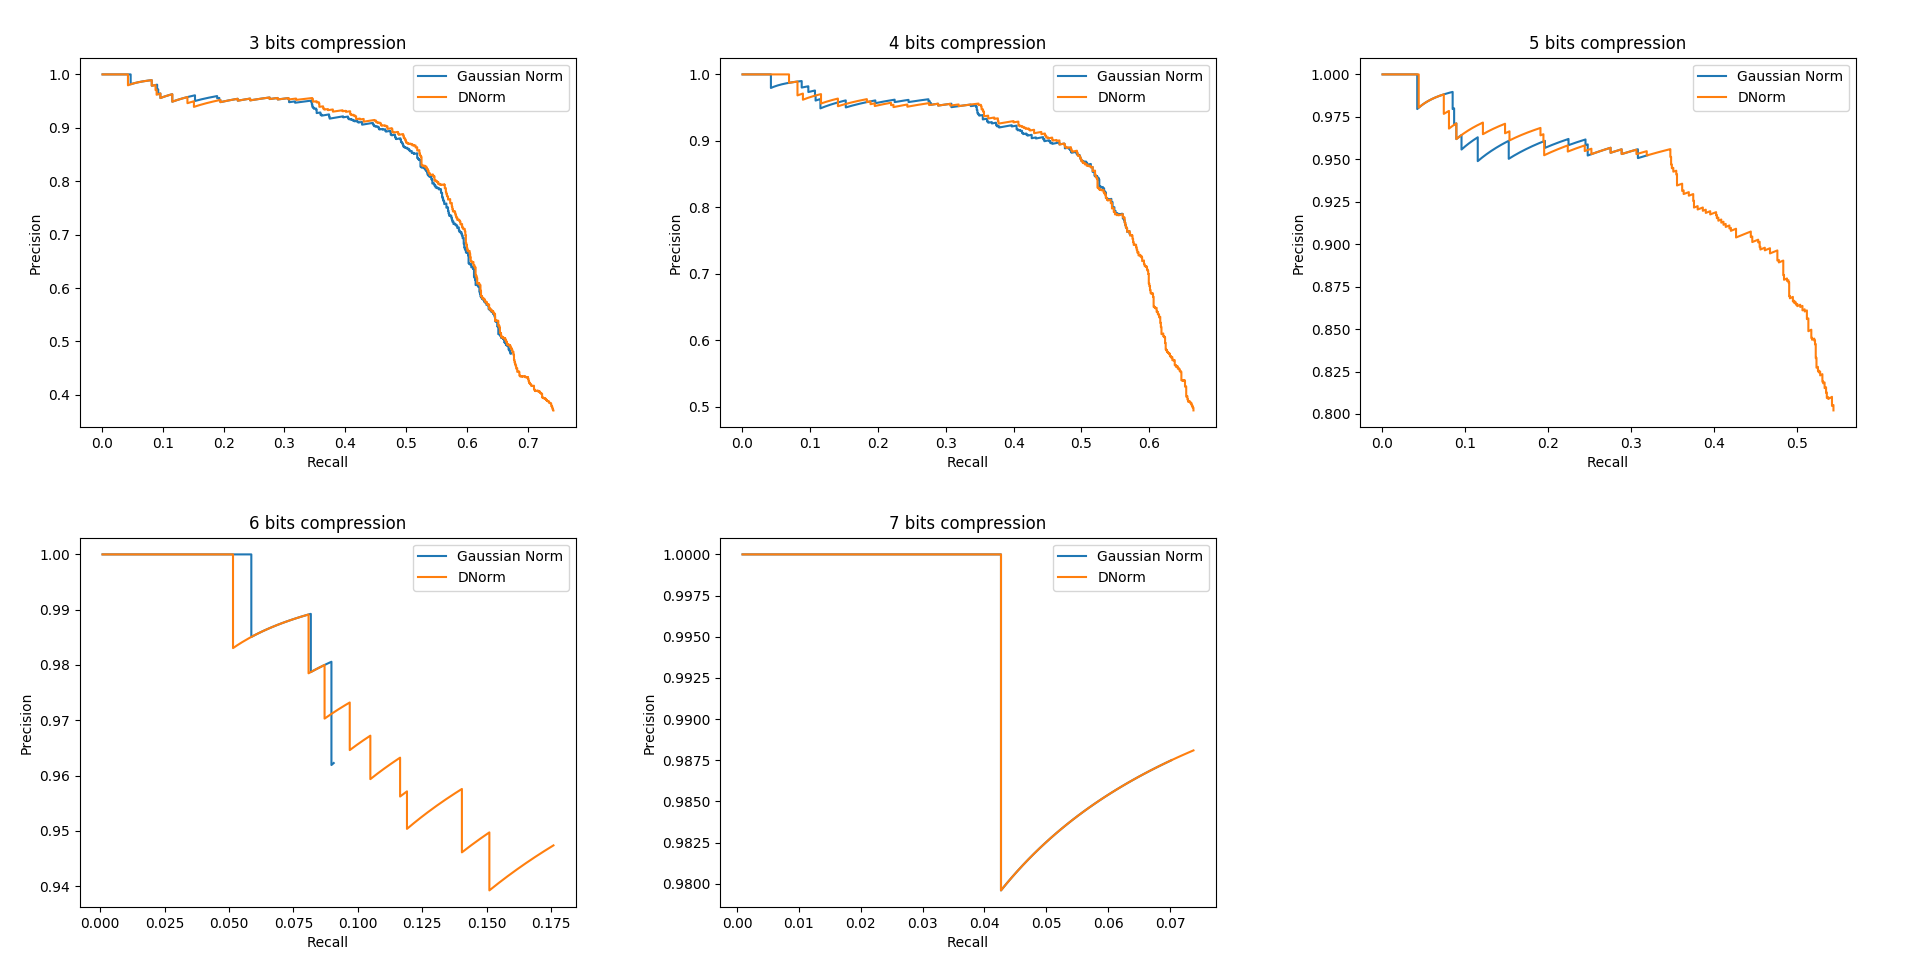 3 bits compression
1.0
0.9
0.8
0.7
0.6
0.5
0.4
Precision
0.0 0.1 0.2 0.3 0.4 0.5 0.6 0.7
Recall
Gaussian Norm
DNorm
4 bits compression
1.0
0.9
0.8
0.7
0.6
0.5
Precision
0.0 0.1 0.2 0.3 0.4 0.5 0.6
Recall
Gaussian Norm
DNorm
5 bits compression
1.000
0.975
0.950
0.925
0.900
0.875
0.850
0.825
0.800
Precision
0.0 0.1 0.2 0.3 0.4 0.5
Recall
Gaussian Norm
DNorm
6 bits compression
1.00
0.99
0.98
0.97
0.96
0.95
0.94
Precision
0.000 0.025 0.050 0.075 0.100 0.125 0.150 0.175
Recall
Gaussian Norm
DNorm
7 bits compression
1.0000
0.9975
0.9950
0.9925
0.9900
0.9875
0.9850
0.9825
0.9800
Precision
0.00 0.01 0.02 0.03 0.04 0.05 0.06 0.07
Recall
Gaussian Norm
DNorm